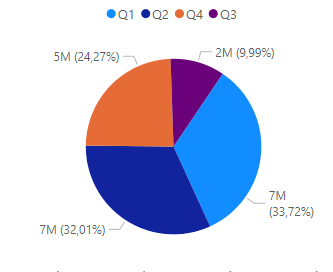 Q1 Q2 Q4 Q3
5M (24,27%)
2M (9,99%)
7M
(33,72%)
7M (32,01%)